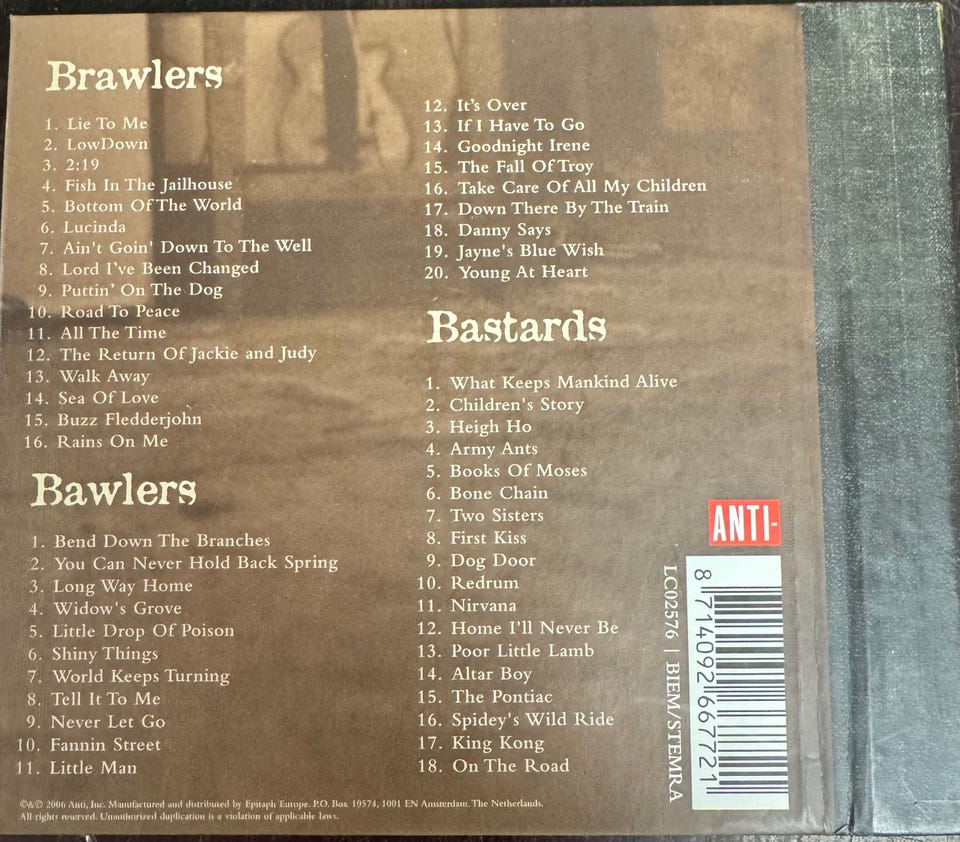 Brawlers
1. Lie To Me
2. LowDown
3. 2:19
4. Fish In The Jailhouse
5. Bottom Of The World
6. Lucinda
7. Ain't Goin' Down To The Well
8. Lord I've Been Changed
9. Puttin' On The Dog
10. Road To Peace
11. All The Time
12. The Return Of Jackie and Judy
13. Walk Away
14. Sea Of Love
15. Buzz Fledderjohn
16. Rains On Me
Bawlers
1. Bend Down The Branches
2. You Can Never Hold Back Spring
3. Long Way Home
4. Widow's Grove
5. Little Drop Of Poison
6. Shiny Things
7. World Keeps Turning
8. Tell It To Me
9. Never Let Go
10. Fannin Street
11. Little Man
12. It's Over
13. If I Have To Go
14. Goodnight Irene
15. The Fall Of Troy
16. Take Care Of All My Children
17. Down There By The Train
18. Danny Says
19. Jayne's Blue Wish
20. Young At Heart
Bastards
1. What Keeps Mankind Alive
2. Children's Story
3. Heigh Ho
4. Army Ants
5. Books Of Moses
6. Bone Chain
7. Two Sisters
8. First Kiss
9. Dog Door
10. Redrum
11. Nirvana
12. Home I'll Never Be
13. Poor Little Lamb
14. Altar Boy
15. The Pontiac
16. Spidey's Wild Ride
17. King Kong
18. On The Road
ANTI-
LC02576 | BIEM/STEMRA
8 714092 667721
©&℗ 2006 Anti, Inc. Manufactured and distributed by Epitaph Europe. P.O. Box 10574, 1001 EN Amsterdam. The Netherlands.
All rights reserved. Unauthorized duplication is a violation of applicable laws.